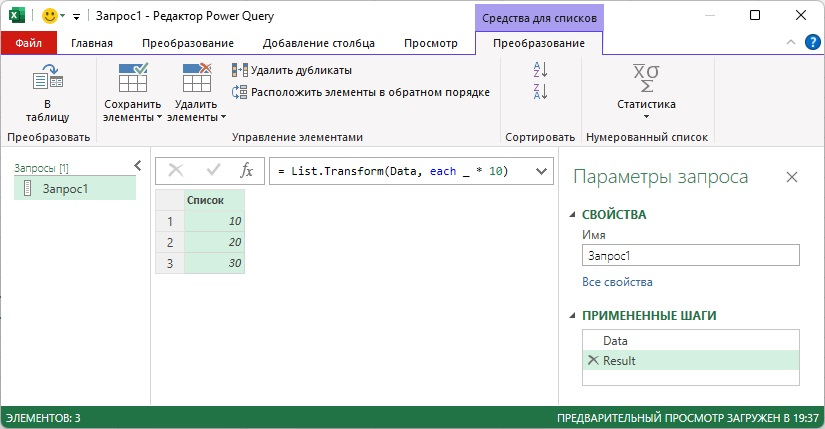 Запрос1 - Редактор Power Query
Средства для списков
Файл Главная Преобразование Добавление столбца Просмотр Преобразование
В таблицу
Сохранить элементы
Удалить элементы
Удалить дубликаты
Расположить элементы в обратном порядке
Статистика
Преобразовать Управление элементами Сортировать Нумерованный список
Запросы [1]
Запрос1
= List.Transform(Data, each _ * 10)
Список
1 10
2 20
3 30
Параметры запроса
СВОЙСТВА
Имя
Запрос1
Все свойства
ПРИМЕНЕННЫЕ ШАГИ
Data
Result
ЭЛЕМЕНТОВ: 3
ПРЕДВАРИТЕЛЬНЫЙ ПРОСМОТР ЗАГРУЖЕН В 19:37